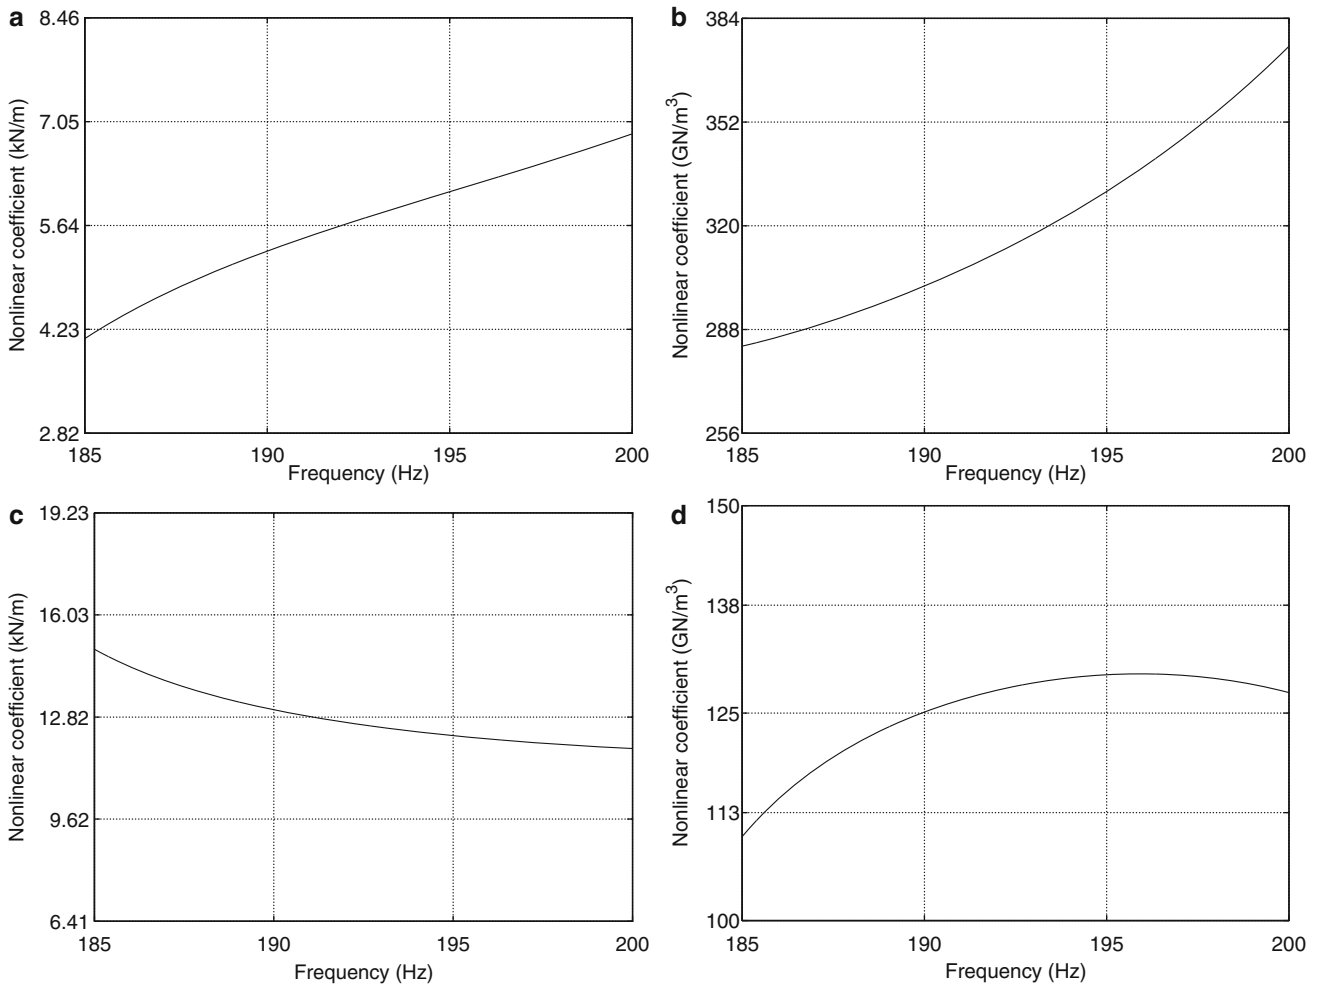 a
8.46
7.05
5.64
4.23
2.82
185 190 195 200
Frequency (Hz)
Nonlinear coefficient (kN/m)
b
384
352
320
288
256
185 190 195 200
Frequency (Hz)
Nonlinear coefficient (GN/m³)
c
19.23
16.03
12.82
9.62
6.41
185 190 195 200
Frequency (Hz)
Nonlinear coefficient (kN/m)
d
150
138
125
113
100
185 190 195 200
Frequency (Hz)
Nonlinear coefficient (GN/m³)